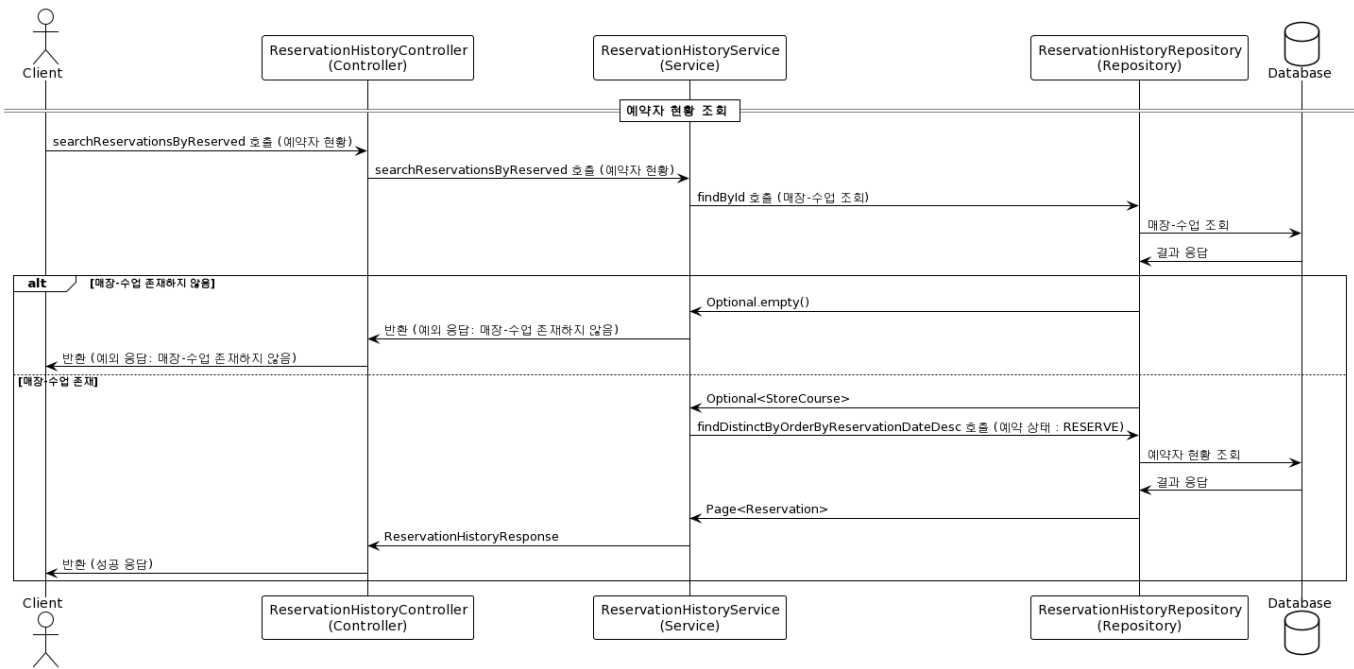 Client
ReservationHistoryController
(Controller)
ReservationHistoryService
(Service)
ReservationHistoryRepository
(Repository)
Database
예약자 현황 조회
searchReservationsByReserved 호출 (예약자 현황)
searchReservationsByReserved 호출 (예약자 현황)
findById 호출 (매장-수업 조회)
매장-수업 조회
결과 응답
alt [매장-수업 존재하지 않음]
Optional.empty()
반환 (예외 응답: 매장-수업 존재하지 않음)
반환 (예외 응답: 매장-수업 존재하지 않음)
[매장-수업 존재]
Optional<StoreCourse>
findDistinctByOrderByReservationDateDesc 호출 (예약 상태 : RESERVE)
예약자 현황 조회
결과 응답
Page<Reservation>
ReservationHistoryResponse
반환 (성공 응답)
Client
ReservationHistoryController
(Controller)
ReservationHistoryService
(Service)
ReservationHistoryRepository
(Repository)
Database